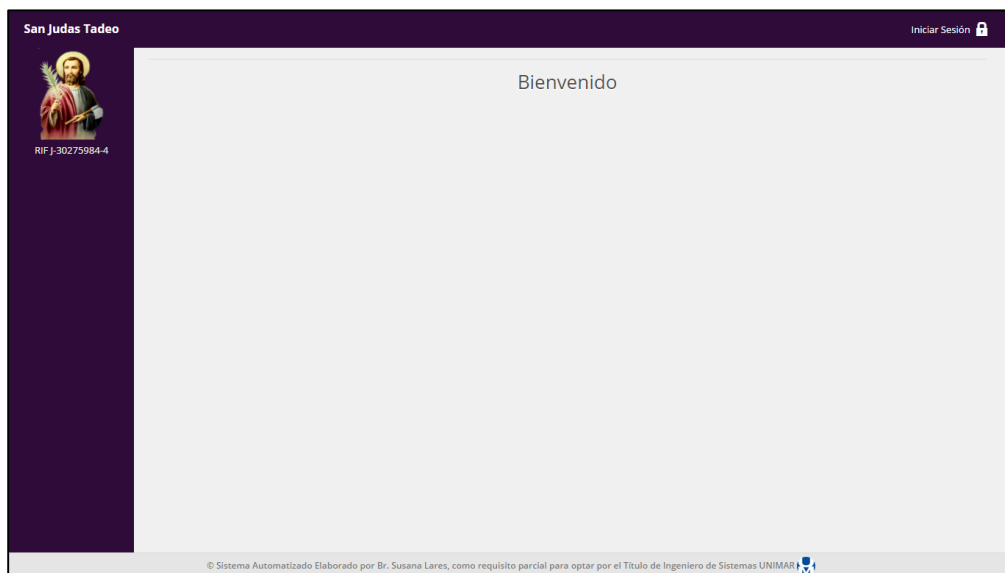 San Judas Tadeo
Iniciar Sesión
RIF J-30275984-4
Bienvenido
© Sistema Automatizado Elaborado por Br. Susana Lares, como requisito parcial para optar por el Título de Ingeniero de Sistemas UNIMAR